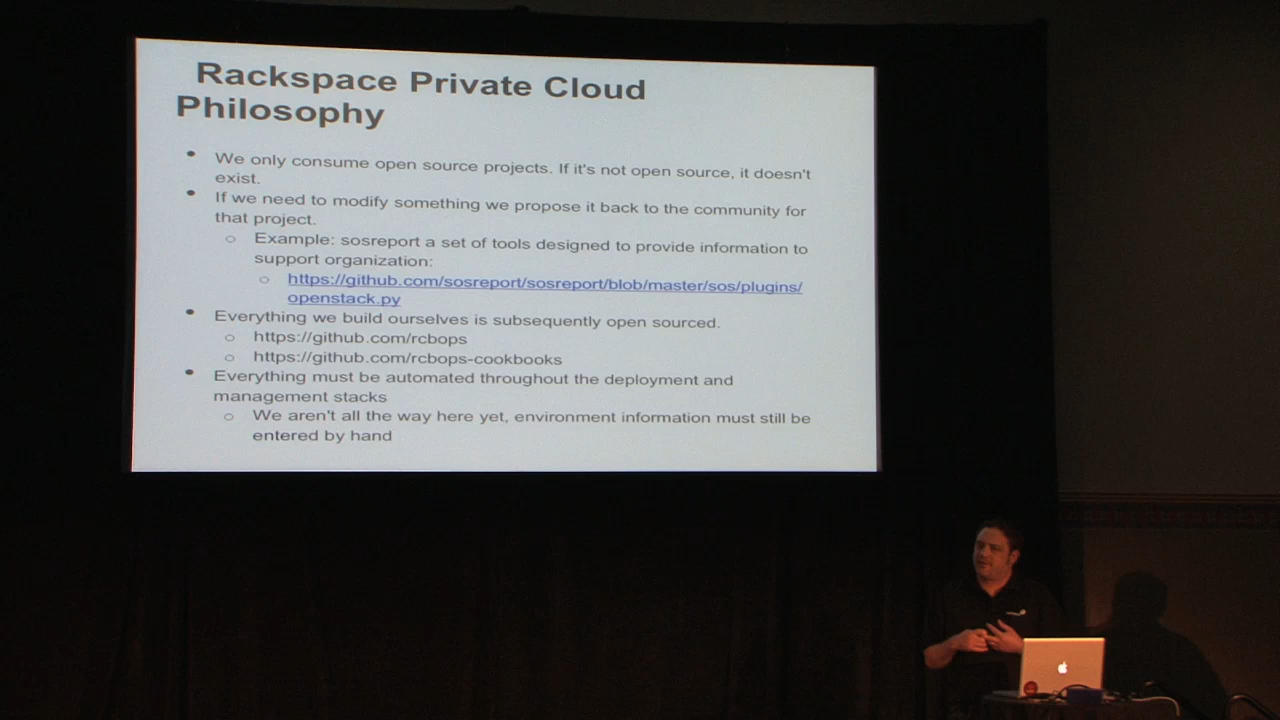 Rackspace Private Cloud
Philosophy
• We only consume open source projects. If it's not open source, it doesn't
exist.
• If we need to modify something we propose it back to the community for
that project.
○ Example: sosreport a set of tools designed to provide information to
support organization:
○ https://github.com/sosreport/sosreport/blob/master/sos/plugins/
openstack.py
• Everything we build ourselves is subsequently open sourced.
○ https://github.com/rcbops
○ https://github.com/rcbops-cookbooks
• Everything must be automated throughout the deployment and
management stacks
○ We aren't all the way here yet, environment information must still be
entered by hand